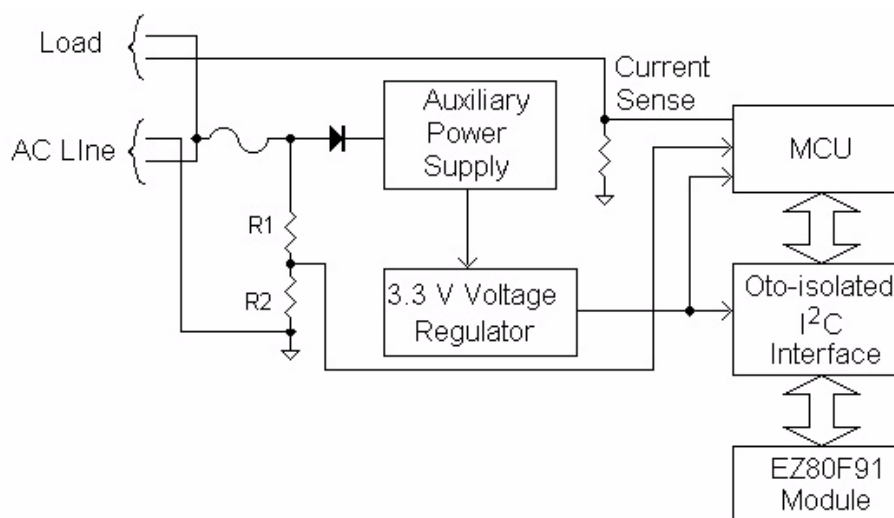 Load
AC LIne
Current
Sense
Auxiliary
Power
Supply
MCU
R1
R2
3.3 V Voltage
Regulator
Oto-isolated
I²C
Interface
EZ80F91
Module